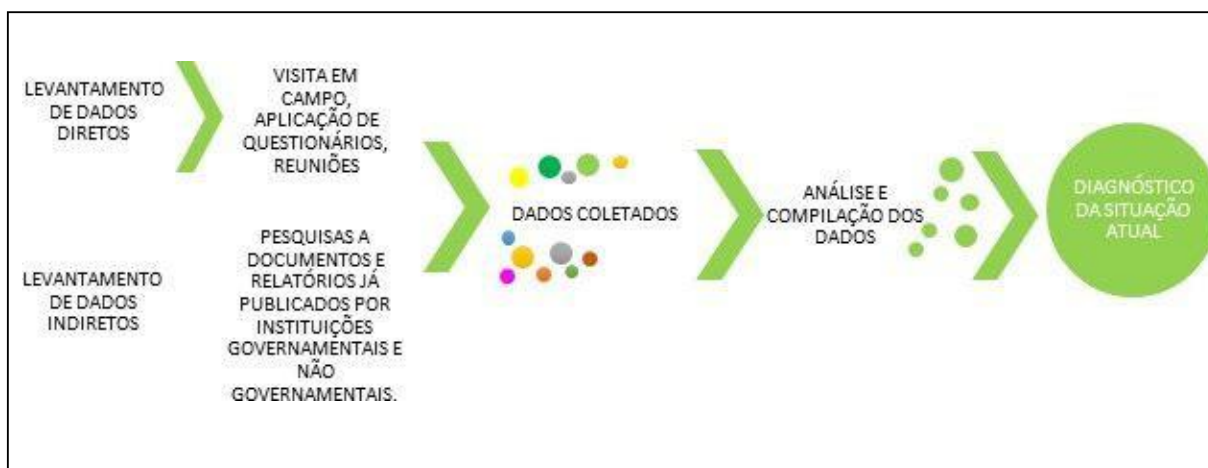 LEVANTAMENTO
DE DADOS
DIRETOS
VISITA EM
CAMPO,
APLICAÇÃO DE
QUESTIONÁRIOS,
REUNIÕES
LEVANTAMENTO
DE DADOS
INDIRETOS
PESQUISAS A
DOCUMENTOS E
RELATÓRIOS JÁ
PUBLICADOS POR
INSTITUIÇÕES
GOVERNAMENTAIS E
NÃO
GOVERNAMENTAIS.
DADOS COLETADOS
ANÁLISE E
COMPILAÇÃO DOS
DADOS
DIAGNÓSTICO
DA SITUAÇÃO
ATUAL